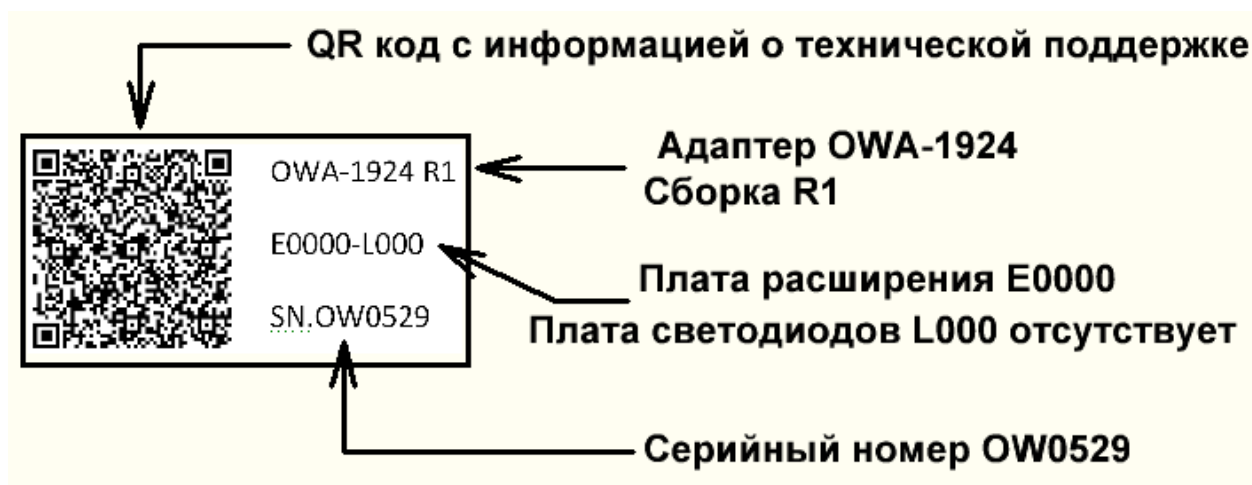 QR код с информацией о технической поддержке
OWA-1924 R1
Адаптер OWA-1924
Сборка R1
E0000-L000
Плата расширения E0000
Плата светодиодов L000 отсутствует
SN.OW0529
Серийный номер OW0529